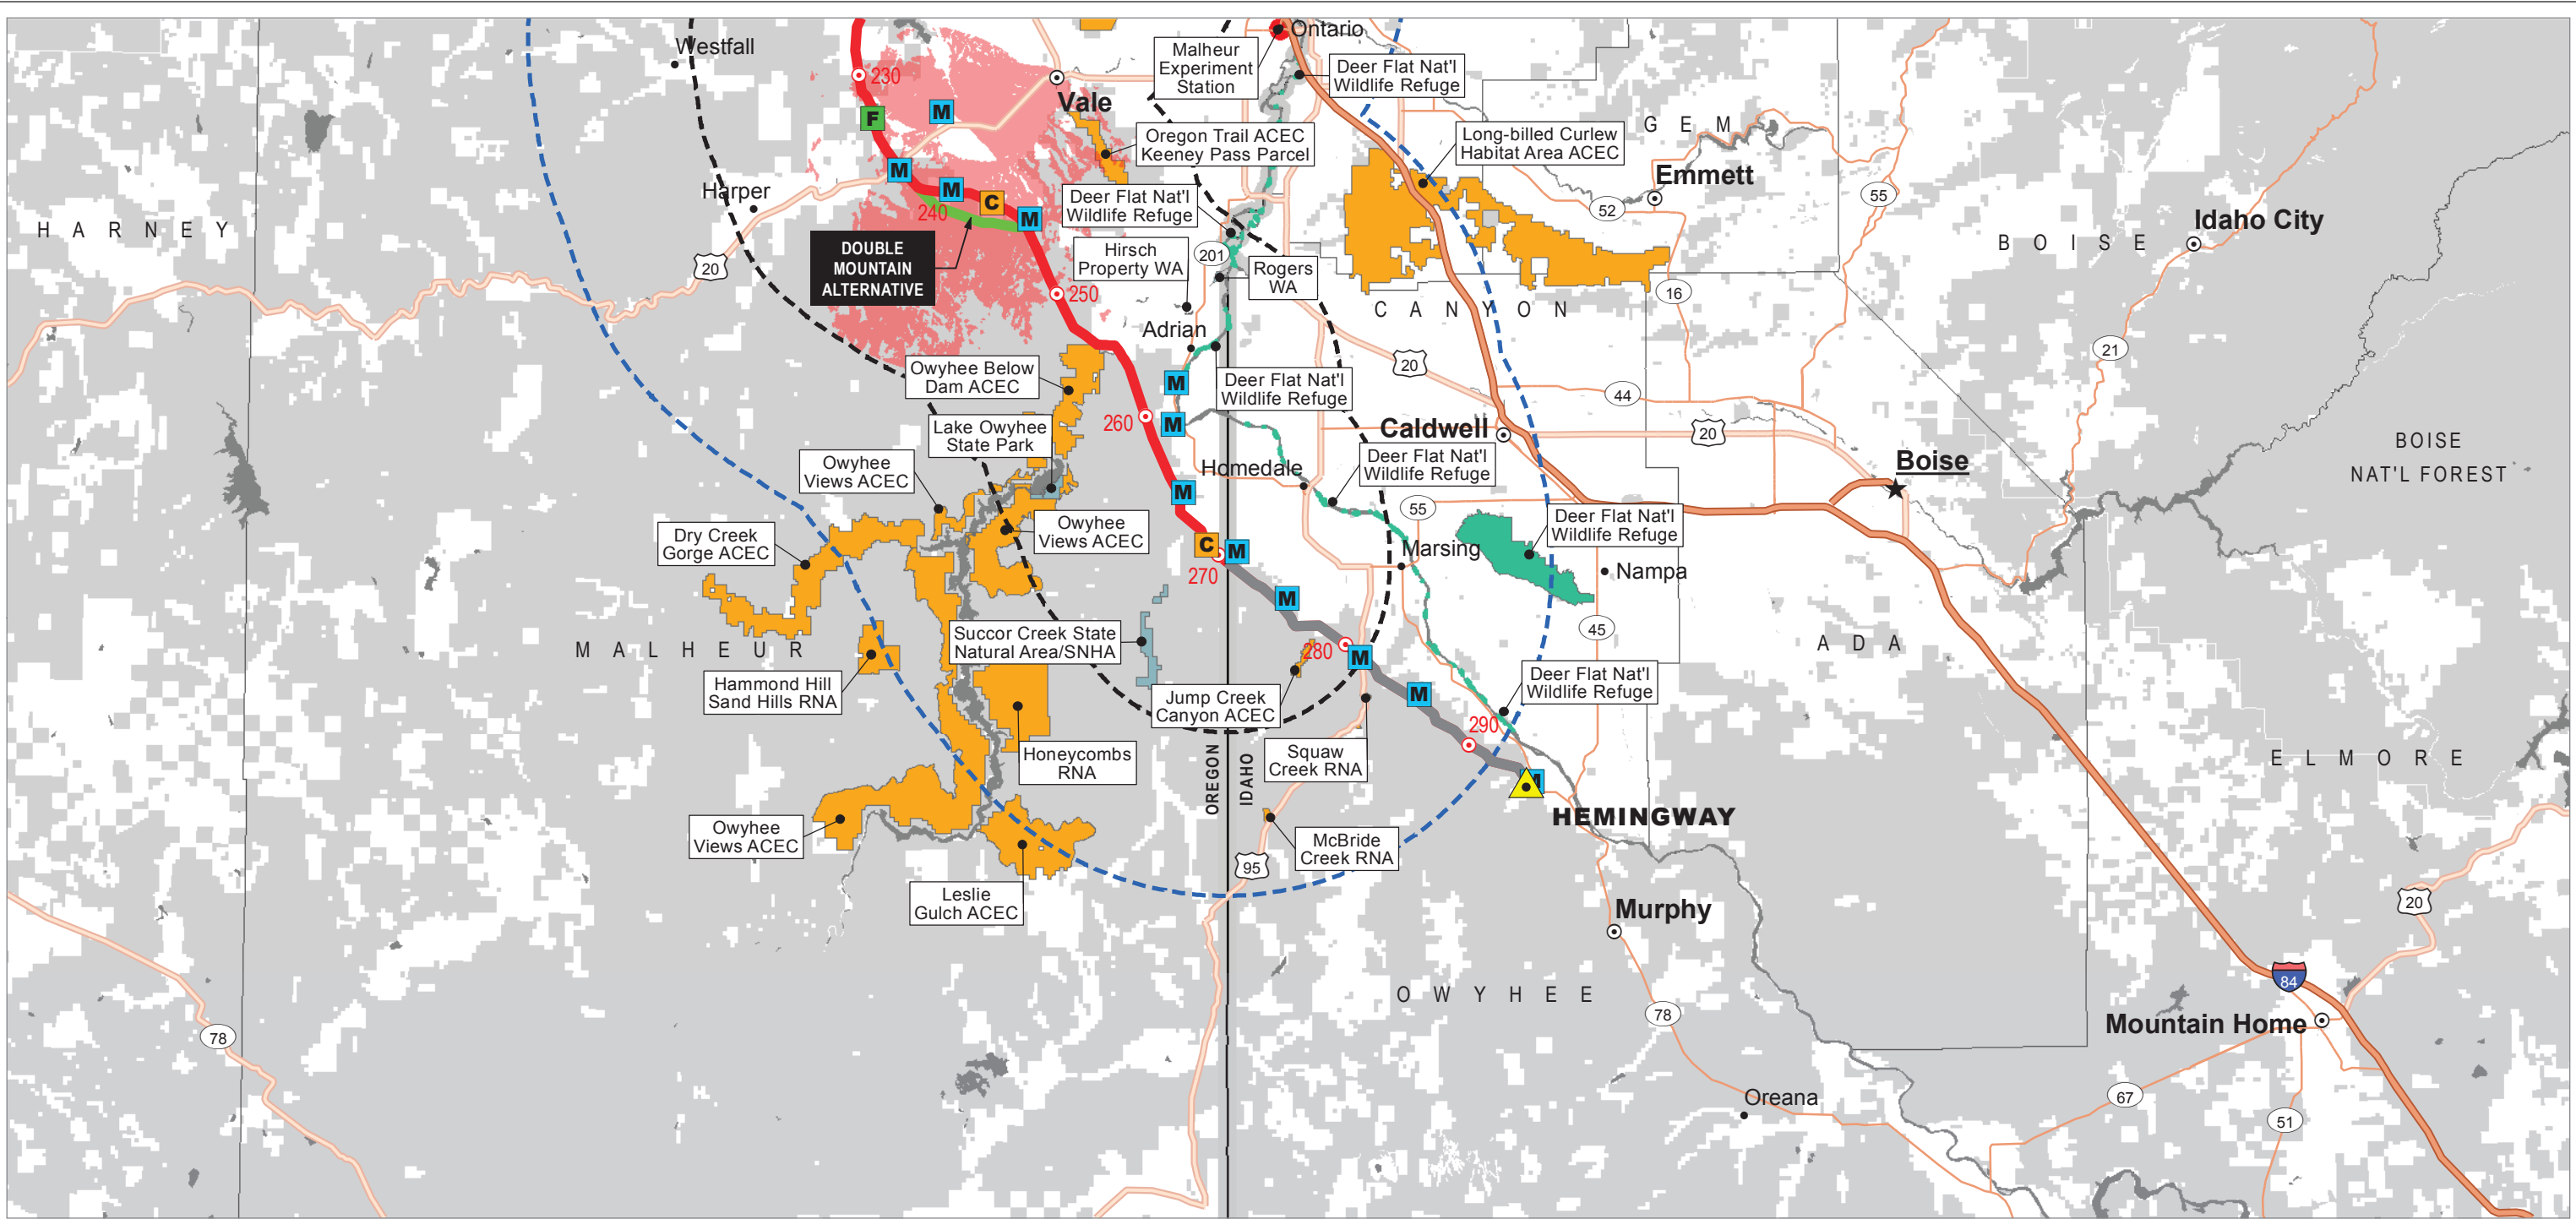 Westfall
Ontario
Malheur
Experiment
Station
Deer Flat Nat'l
Wildlife Refuge
230
F
M
Vale
Oregon Trail ACEC
Keeney Pass Parcel
Long-billed Curlew
Habitat Area ACEC
G E M
Emmett
M
M
C
M
240
Harper
Deer Flat Nat'l
Wildlife Refuge
52
55
Idaho City
H A R N E Y
B O I S E
DOUBLE
MOUNTAIN
ALTERNATIVE
Hirsch
Property WA
201
Rogers
WA
20
250
16
C A N Y O N
Adrian
21
20
Owyhee Below
Dam ACEC
M
Deer Flat Nat'l
Wildlife Refuge
44
260
M
Lake Owyhee
State Park
Caldwell
20
BOISE
NAT'L FOREST
Boise
Owyhee
Views ACEC
Homedale
Deer Flat Nat'l
Wildlife Refuge
M
55
Dry Creek
Gorge ACEC
Owyhee
Views ACEC
Deer Flat Nat'l
Wildlife Refuge
C
M
Marsing
270
Nampa
M
45
M A L H E U R
Succor Creek State
Natural Area/SNHA
280
M
A D A
Hammond Hill
Sand Hills RNA
Jump Creek
Canyon ACEC
M
Deer Flat Nat'l
Wildlife Refuge
290
Honeycombs
RNA
OREGON
IDAHO
Squaw
Creek RNA
E L M O R E
HEMINGWAY
Owyhee
Views ACEC
McBride
Creek RNA
95
Leslie
Gulch ACEC
20
Murphy
O W Y H E E
84
78
78
Mountain Home
Oreana
67
51